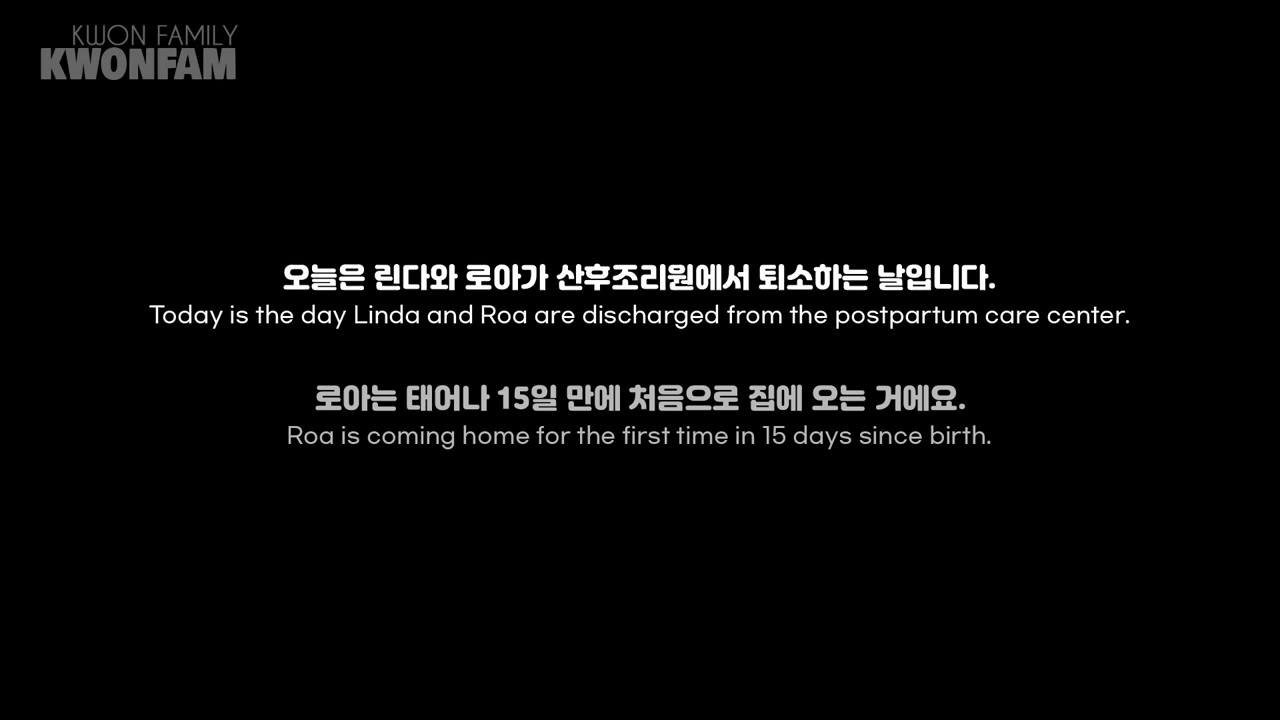 KWON FAMILY
KWONFAM
오늘은 린다와 로아가 산후조리원에서 퇴소하는 날입니다.
Today is the day Linda and Roa are discharged from the postpartum care center.
로아는 태어나 15일 만에 처음으로 집에 오는 거에요.
Roa is coming home for the first time in 15 days since birth.